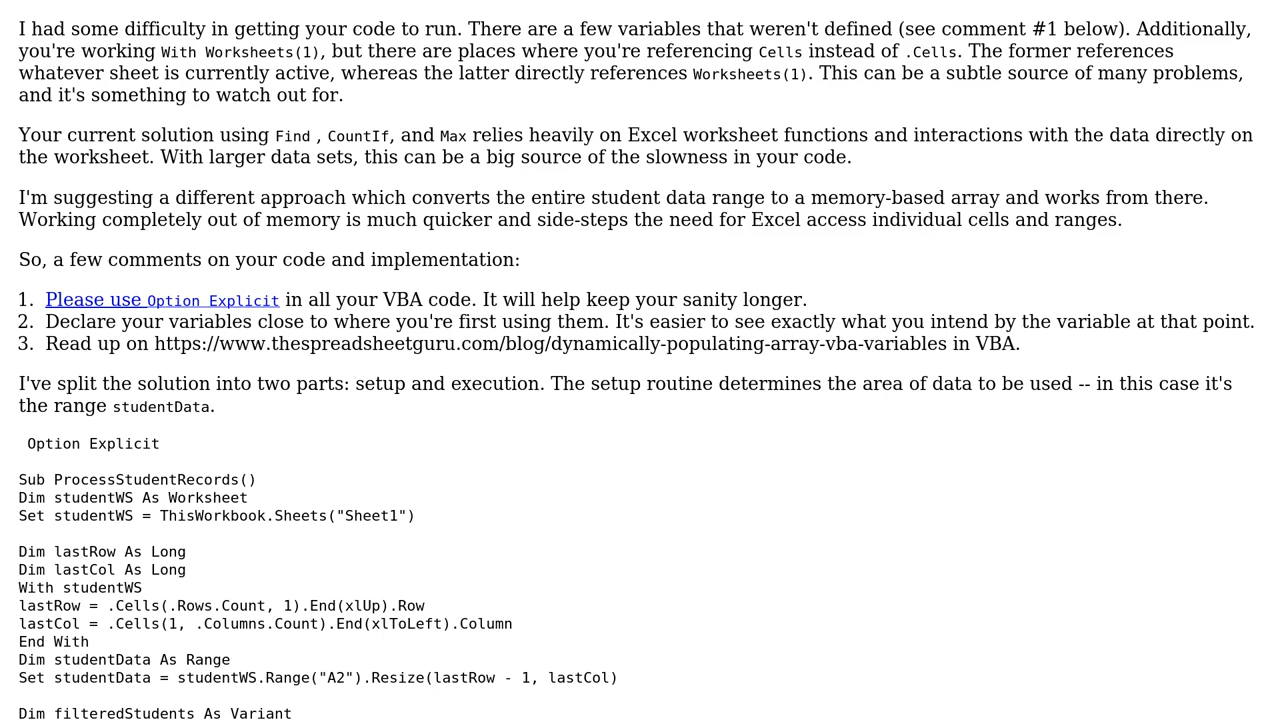 I had some difficulty in getting your code to run. There are a few variables that weren't defined (see comment #1 below). Additionally,
you're working With Worksheets(1), but there are places where you're referencing Cells instead of .Cells. The former references
whatever sheet is currently active, whereas the latter directly references Worksheets(1). This can be a subtle source of many problems,
and it's something to watch out for.
Your current solution using Find , CountIf, and Max relies heavily on Excel worksheet functions and interactions with the data directly on
the worksheet. With larger data sets, this can be a big source of the slowness in your code.
I'm suggesting a different approach which converts the entire student data range to a memory-based array and works from there.
Working completely out of memory is much quicker and side-steps the need for Excel access individual cells and ranges.
So, a few comments on your code and implementation:
1. Please use Option Explicit in all your VBA code. It will help keep your sanity longer.
2. Declare your variables close to where you're first using them. It's easier to see exactly what you intend by the variable at that point.
3. Read up on https://www.thespreadsheetguru.com/blog/dynamically-populating-array-vba-variables in VBA.
I've split the solution into two parts: setup and execution. The setup routine determines the area of data to be used -- in this case it's
the range studentData.
Option Explicit
Sub ProcessStudentRecords()
Dim studentWS As Worksheet
Set studentWS = ThisWorkbook.Sheets("Sheet1")
Dim lastRow As Long
Dim lastCol As Long
With studentWS
lastRow = .Cells(.Rows.Count, 1).End(xlUp).Row
lastCol = .Cells(1, .Columns.Count).End(xlToLeft).Column
End With
Dim studentData As Range
Set studentData = studentWS.Range("A2").Resize(lastRow - 1, lastCol)
Dim filteredStudents As Variant